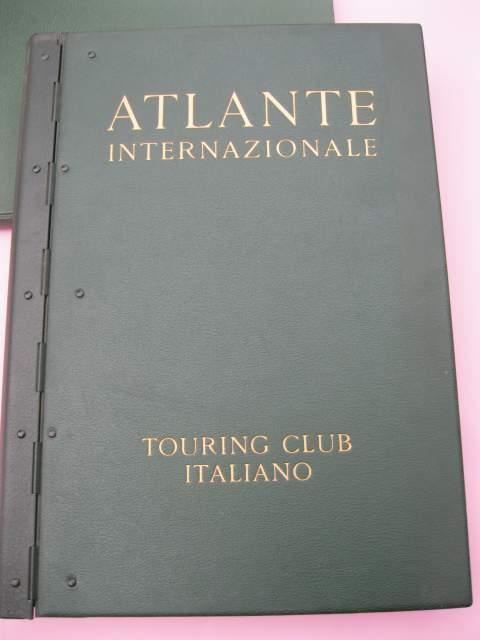 ATLANTE
INTERNAZIONALE
TOURING CLUB
ITALIANO